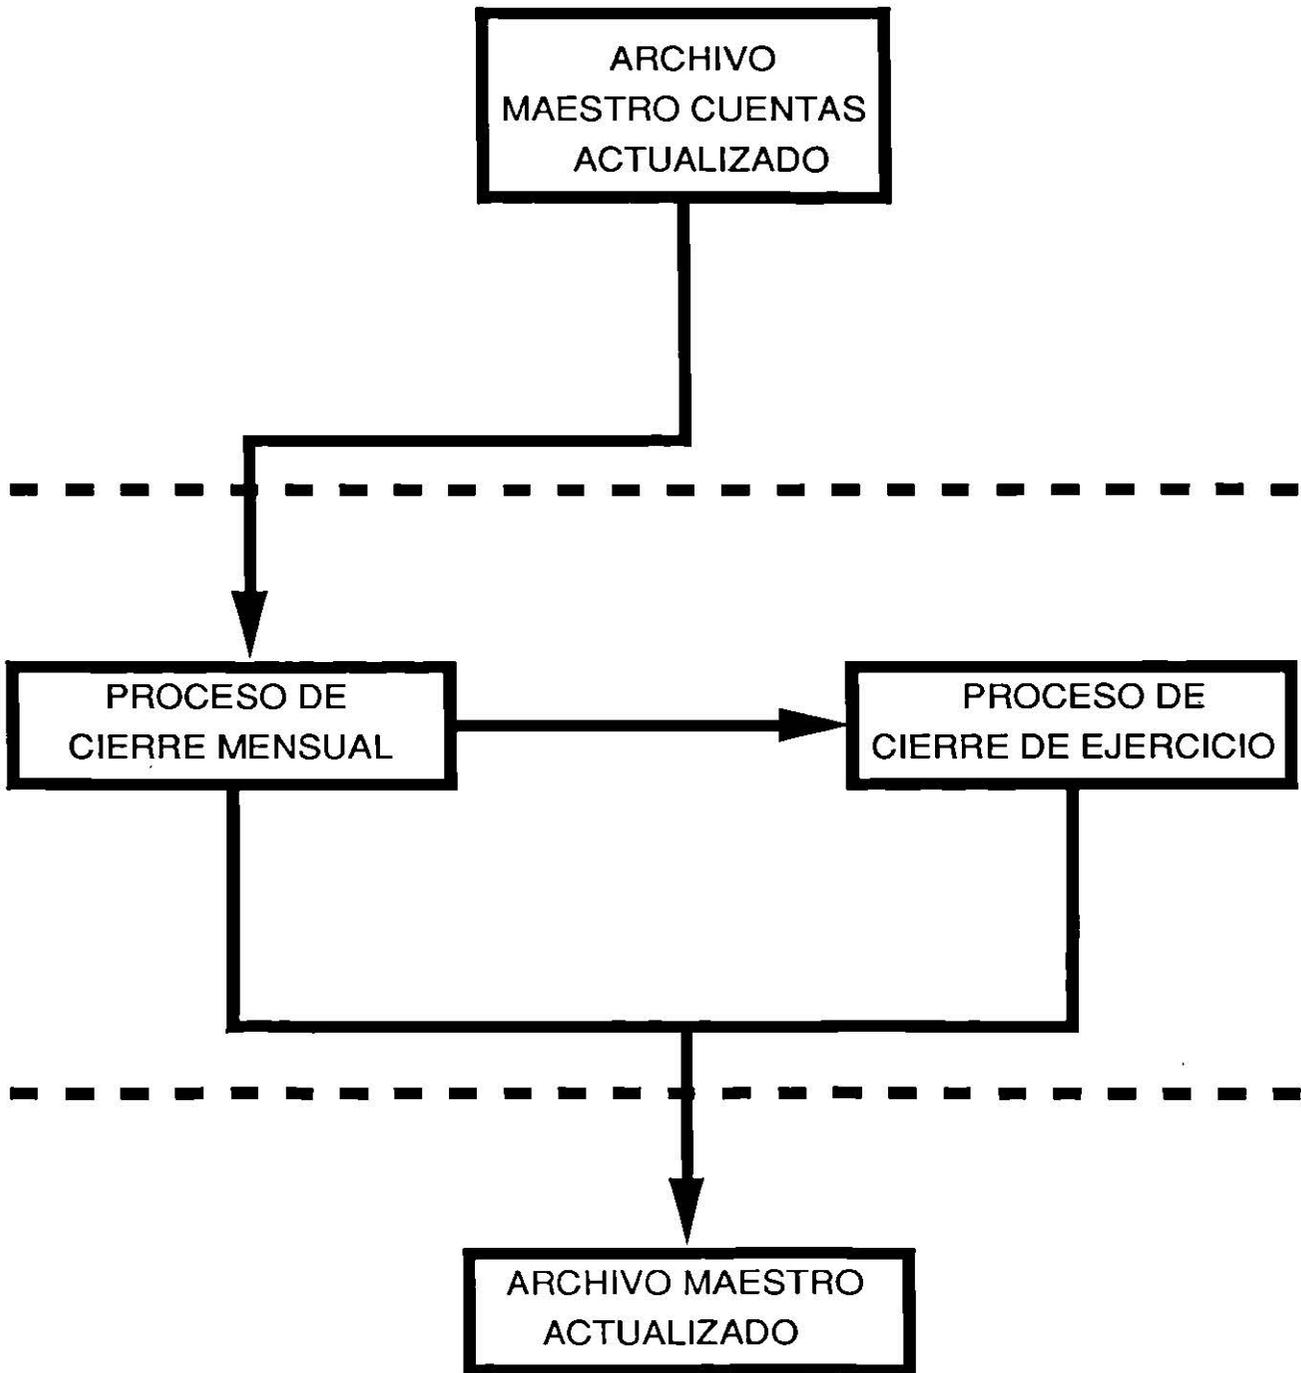 ARCHIVO
MAESTRO CUENTAS
ACTUALIZADO
PROCESO DE
CIERRE MENSUAL
PROCESO DE
CIERRE DE EJERCICIO
ARCHIVO MAESTRO
ACTUALIZADO